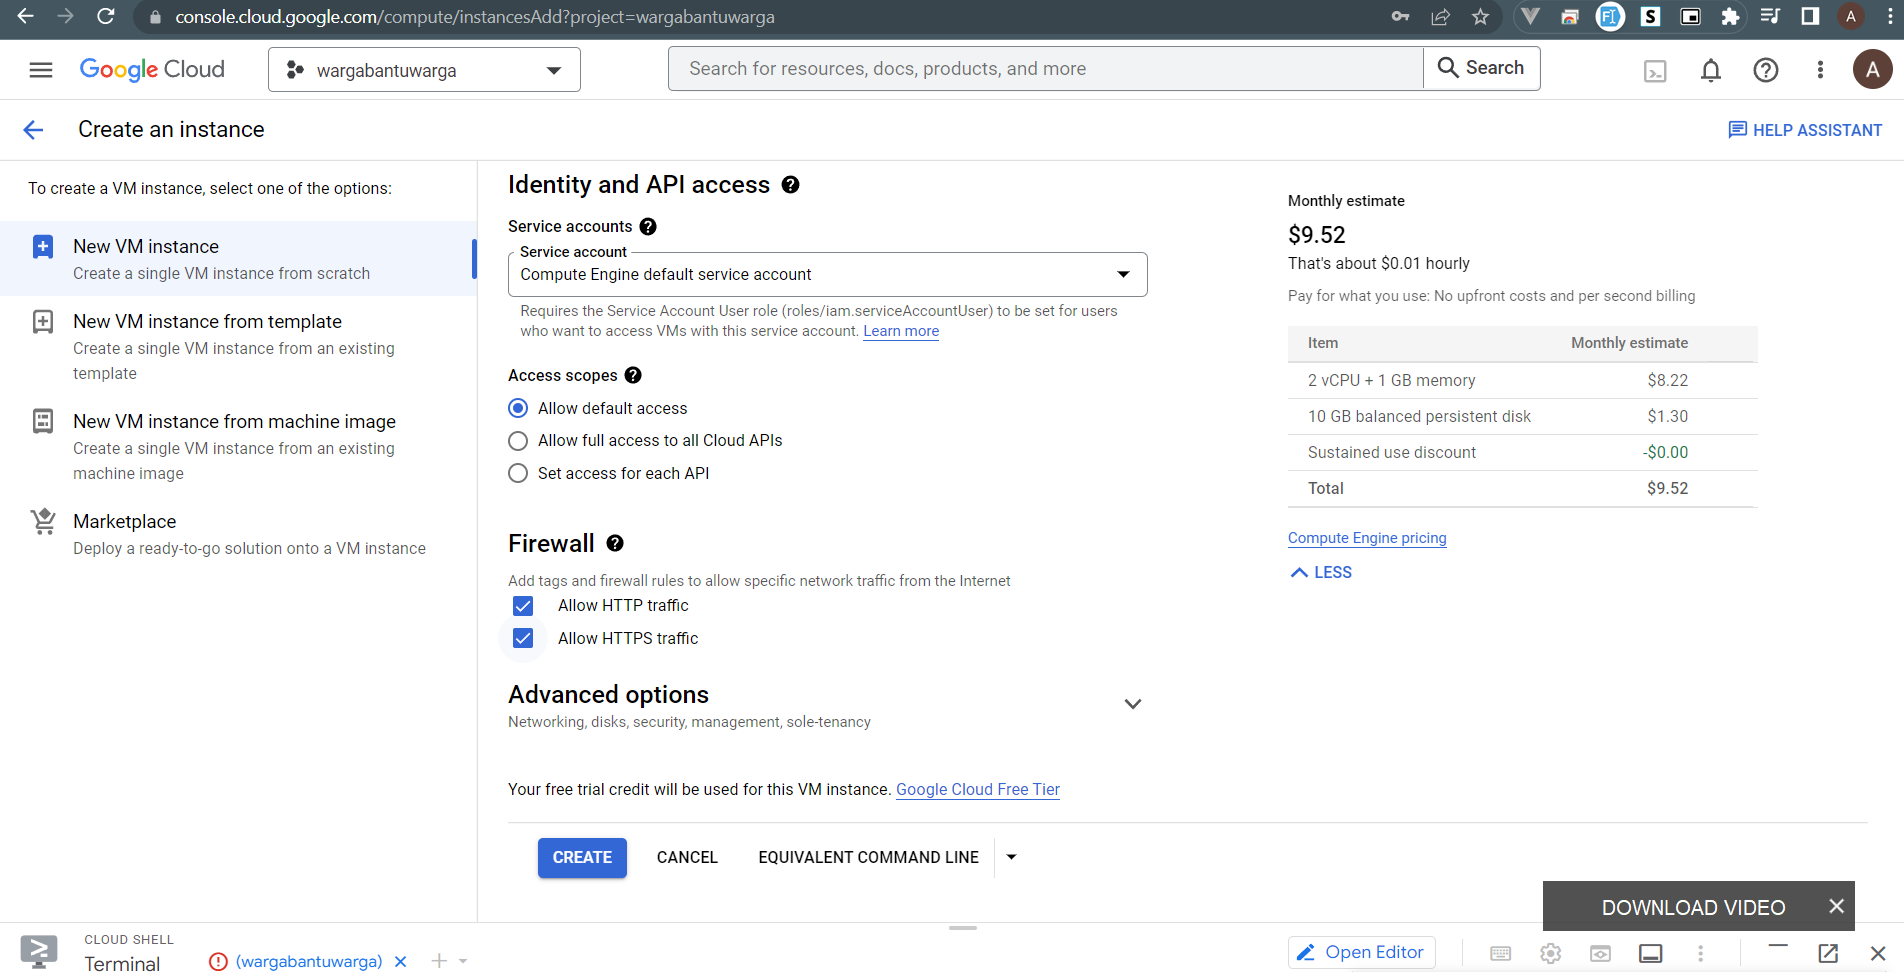 console.cloud.google.com/compute/instancesAdd?project=wargabantuwarga
A
Google Cloud
wargabantuwarga
Search for resources, docs, products, and more
Search
A
Create an instance
HELP ASSISTANT
To create a VM instance, select one of the options:
New VM instance
Create a single VM instance from scratch
New VM instance from template
Create a single VM instance from an existing
template
New VM instance from machine image
Create a single VM instance from an existing
machine image
Marketplace
Deploy a ready-to-go solution onto a VM instance
Identity and API access
Service accounts
Service account
Compute Engine default service account
Requires the Service Account User role (roles/iam.serviceAccountUser) to be set for users
who want to access VMs with this service account. Learn more
Access scopes
Allow default access
Allow full access to all Cloud APIs
Set access for each API
Firewall
Add tags and firewall rules to allow specific network traffic from the Internet
Allow HTTP traffic
Allow HTTPS traffic
Advanced options
Networking, disks, security, management, sole-tenancy
Your free trial credit will be used for this VM instance. Google Cloud Free Tier
CREATE
CANCEL
EQUIVALENT COMMAND LINE
Monthly estimate
$9.52
That's about $0.01 hourly
Pay for what you use: No upfront costs and per second billing
Item Monthly estimate
2 vCPU + 1 GB memory $8.22
10 GB balanced persistent disk $1.30
Sustained use discount -$0.00
Total $9.52
Compute Engine pricing
LESS
DOWNLOAD VIDEO
CLOUD SHELL
Terminal
(wargabantuwarga)
Open Editor